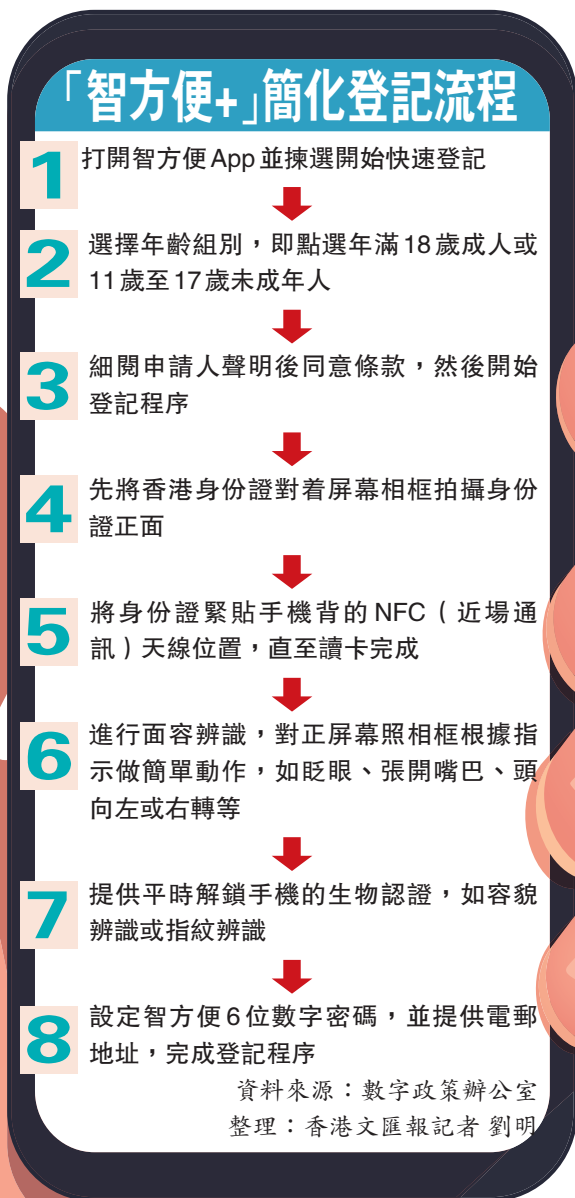 「智方便+」簡化登記流程
1 打開智方便App並揀選開始快速登記
2 選擇年齡組別，即點選年滿18歲成人或
11歲至17歲未成年人
3 細閱申請人聲明後同意條款，然後開始
登記程序
4 先將香港身份證對着屏幕相框拍攝身份
證正面
5 將身份證緊貼手機背的NFC（近場通
訊）天線位置，直至讀卡完成
6 進行面容辨識，對正屏幕照相框根據指
示做簡單動作，如眨眼、張開嘴巴、頭
向左或右轉等
7 提供平時解鎖手機的生物認證，如容貌
辨識或指紋辨識
8 設定智方便6位數字密碼，並提供電郵
地址，完成登記程序
資料來源：數字政策辦公室
整理：香港文匯報記者 劉明